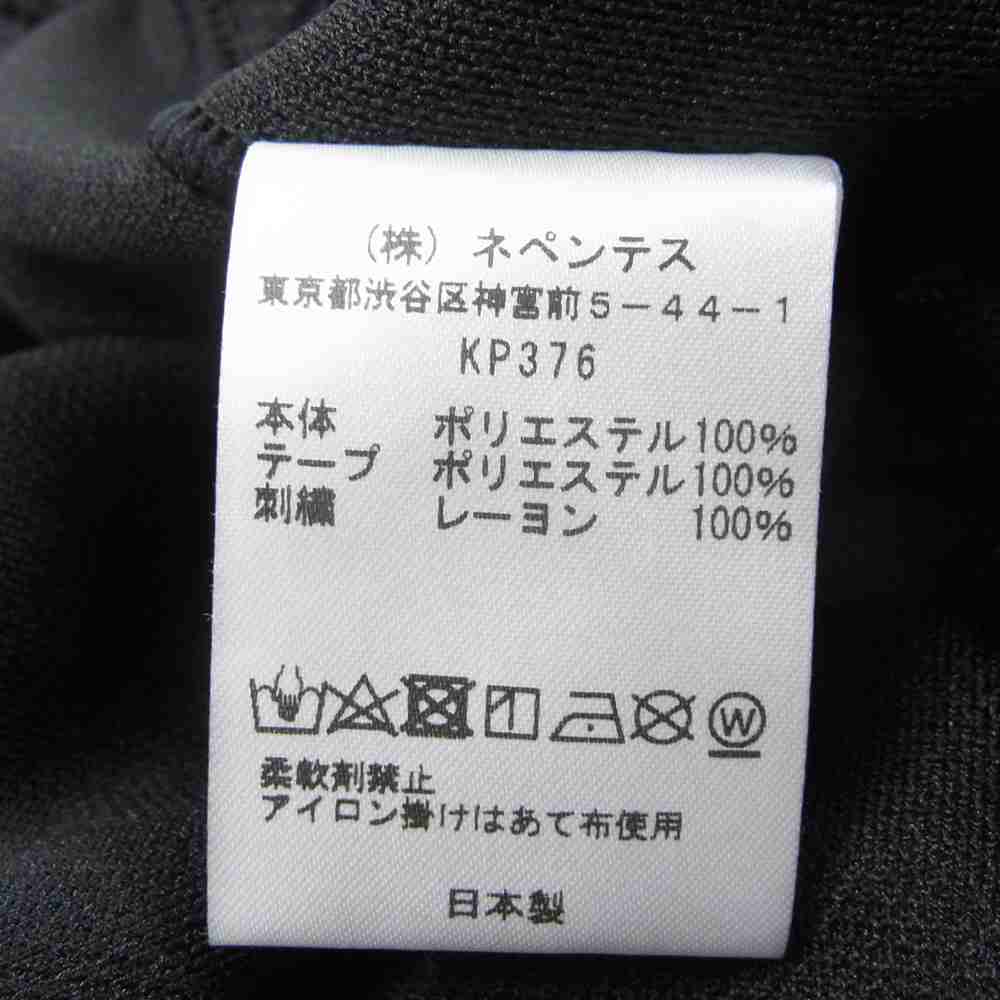 (株) ネペンテス
東京都渋谷区神宮前5-44-1
KP376
本体 ポリエステル100%
テープ ポリエステル100%
刺繍 レーヨン 100%
W
柔軟剤禁止
アイロン掛けはあて布使用
日本製